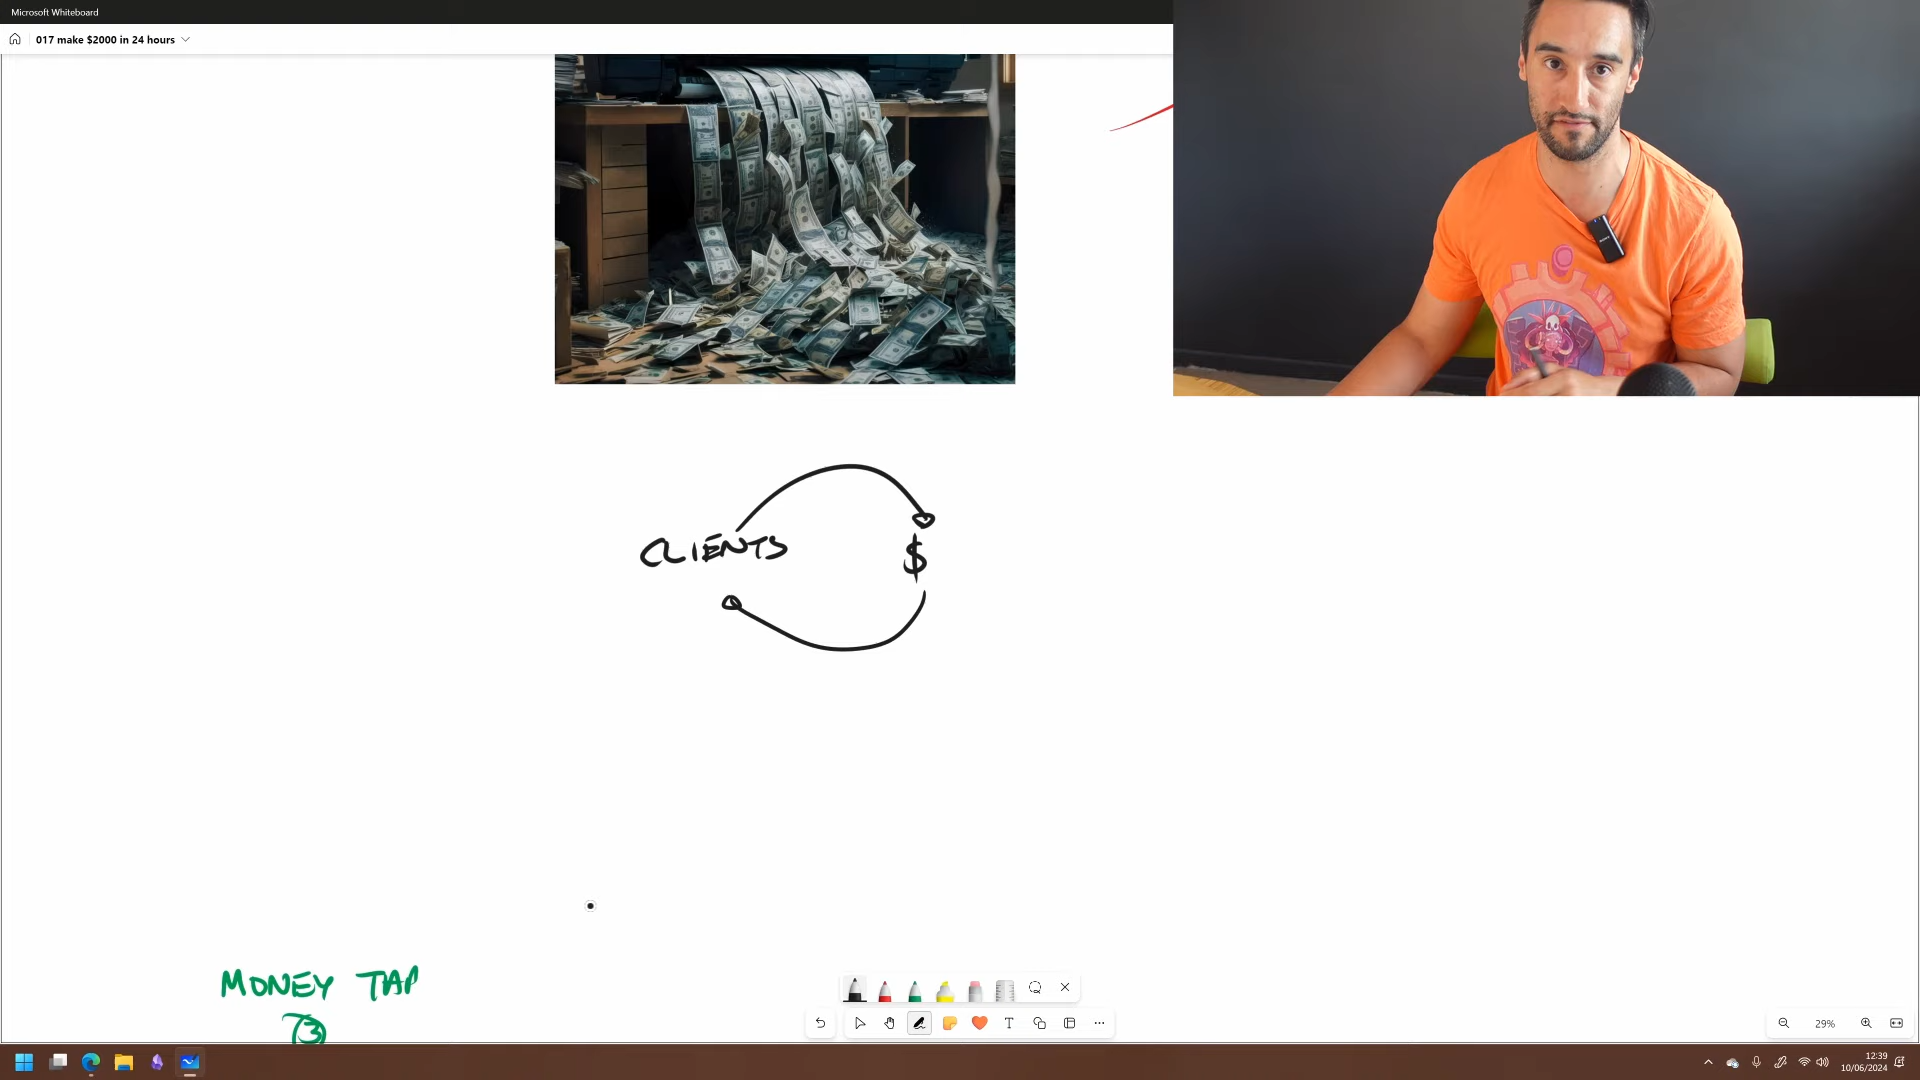 Microsoft Whiteboard
017 make $2000 in 24 hours
CLIENTS
$
MONEY TAP
29%
12:39
10/06/2024